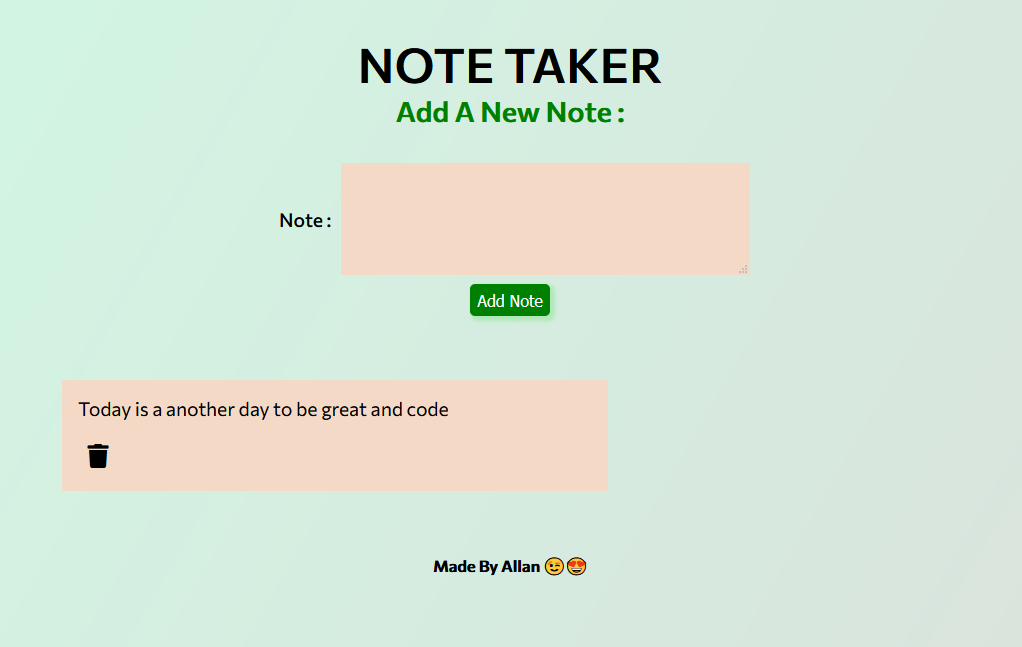 NOTE TAKER
Add A New Note :
Note :
Add Note
Today is a another day to be great and code
Made By Allan 😉😍